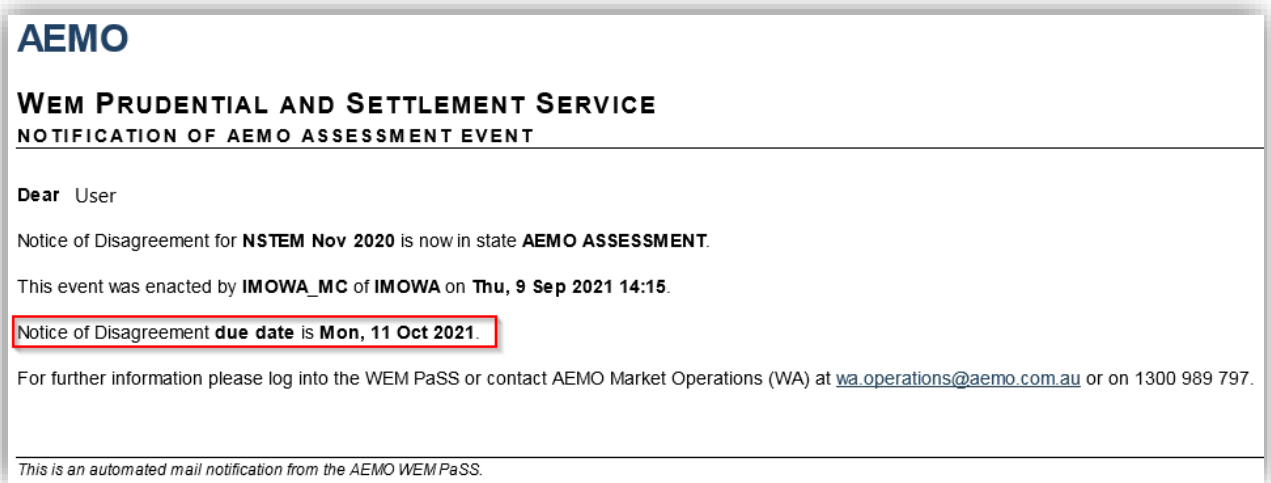 AEMO
WEM PRUDENTIAL AND SETTLEMENT SERVICE
NOTIFICATION OF AEMO ASSESSMENT EVENT
Dear User
Notice of Disagreement for NSTEM Nov 2020 is now in state AEMO ASSESSMENT.
This event was enacted by IMOWA_MC of IMOWA on Thu, 9 Sep 2021 14:15.
Notice of Disagreement due date is Mon, 11 Oct 2021.
For further information please log into the WEM PaSS or contact AEMO Market Operations (WA) at wa.operations@aemo.com.au or on 1300 989 797.
This is an automated mail notification from the AEMO WEM PaSS.